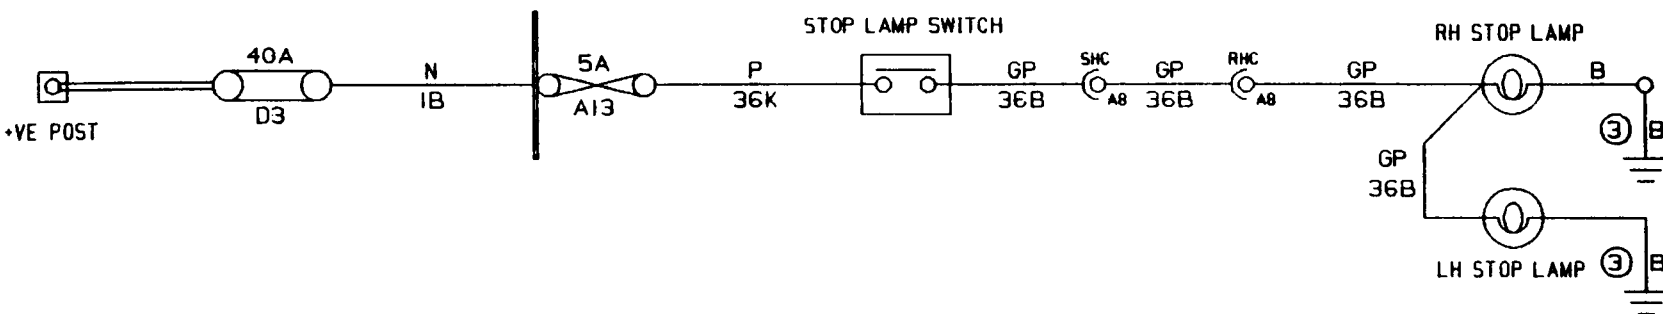 STOP LAMP SWITCH
RH STOP LAMP
40A
N
5A
P
GP
SHC
GP
RHC
GP
B
D3
1B
A13
36K
36B
A8
36B
A8
36B
+VE POST
3
B
GP
36B
LH STOP LAMP
3
B